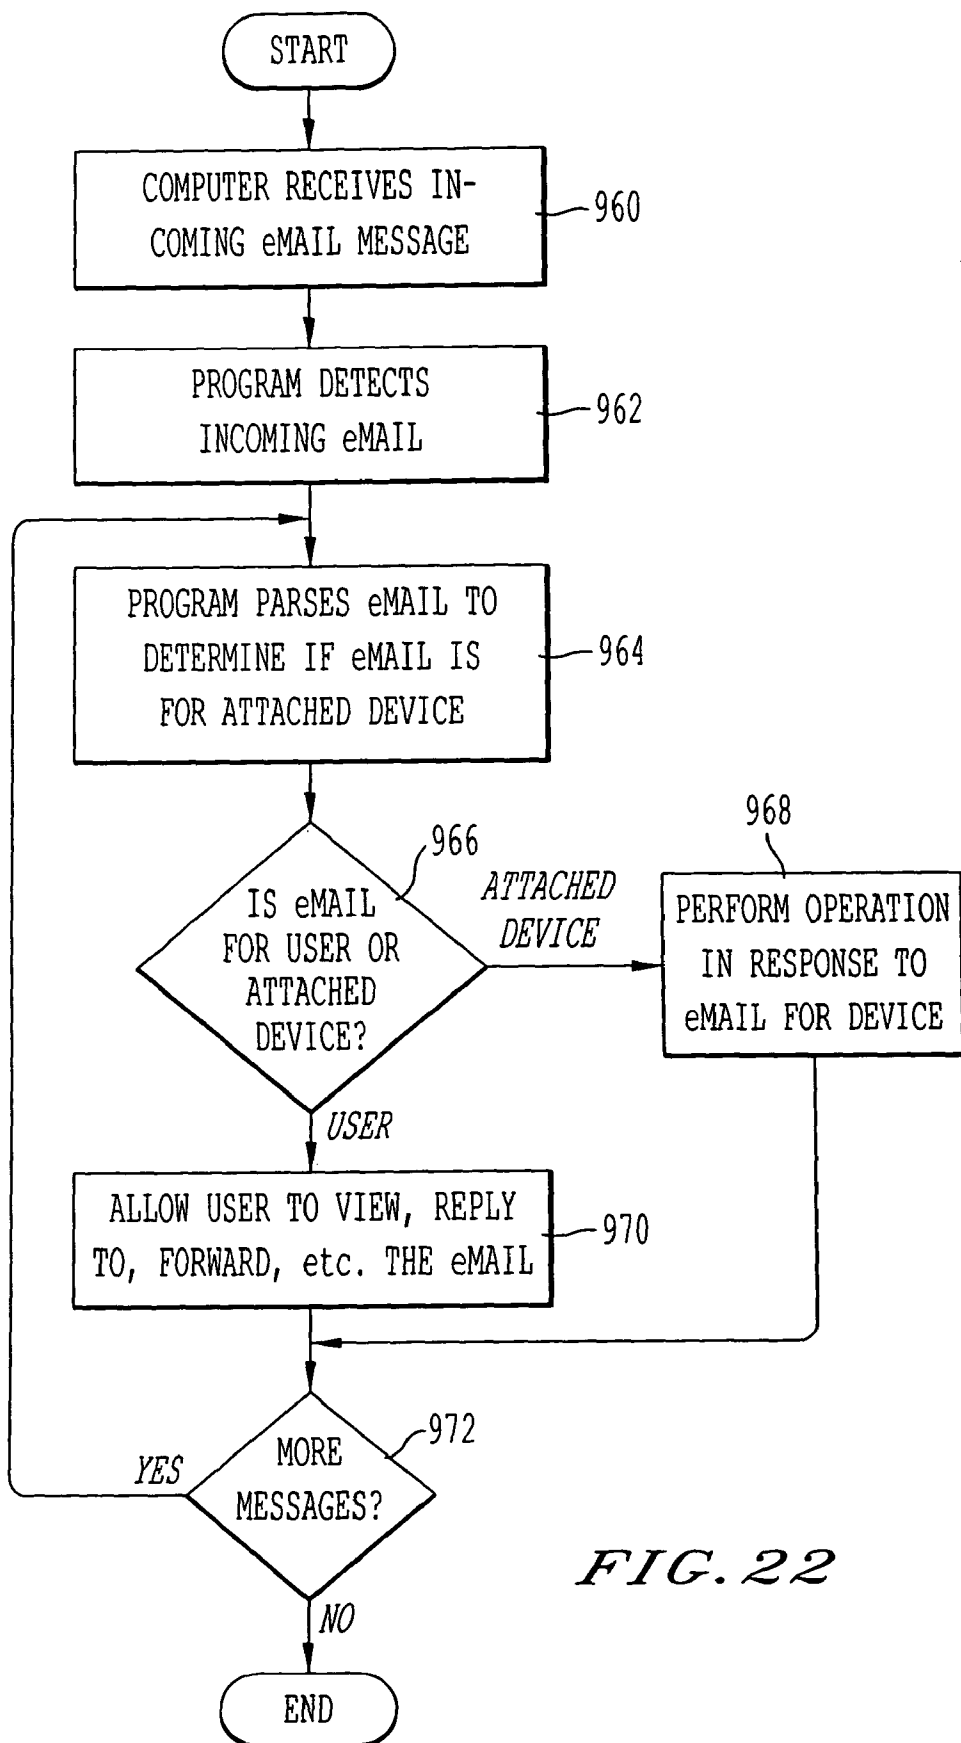 START
COMPUTER RECEIVES IN-
COMING eMAIL MESSAGE
960
PROGRAM DETECTS
INCOMING eMAIL
962
PROGRAM PARSES eMAIL TO
DETERMINE IF eMAIL IS
FOR ATTACHED DEVICE
964
966
IS eMAIL
FOR USER OR
ATTACHED
DEVICE?
ATTACHED
DEVICE
968
PERFORM OPERATION
IN RESPONSE TO
eMAIL FOR DEVICE
USER
ALLOW USER TO VIEW, REPLY
TO, FORWARD, etc. THE eMAIL
970
972
MORE
MESSAGES?
YES
NO
END
FIG. 22